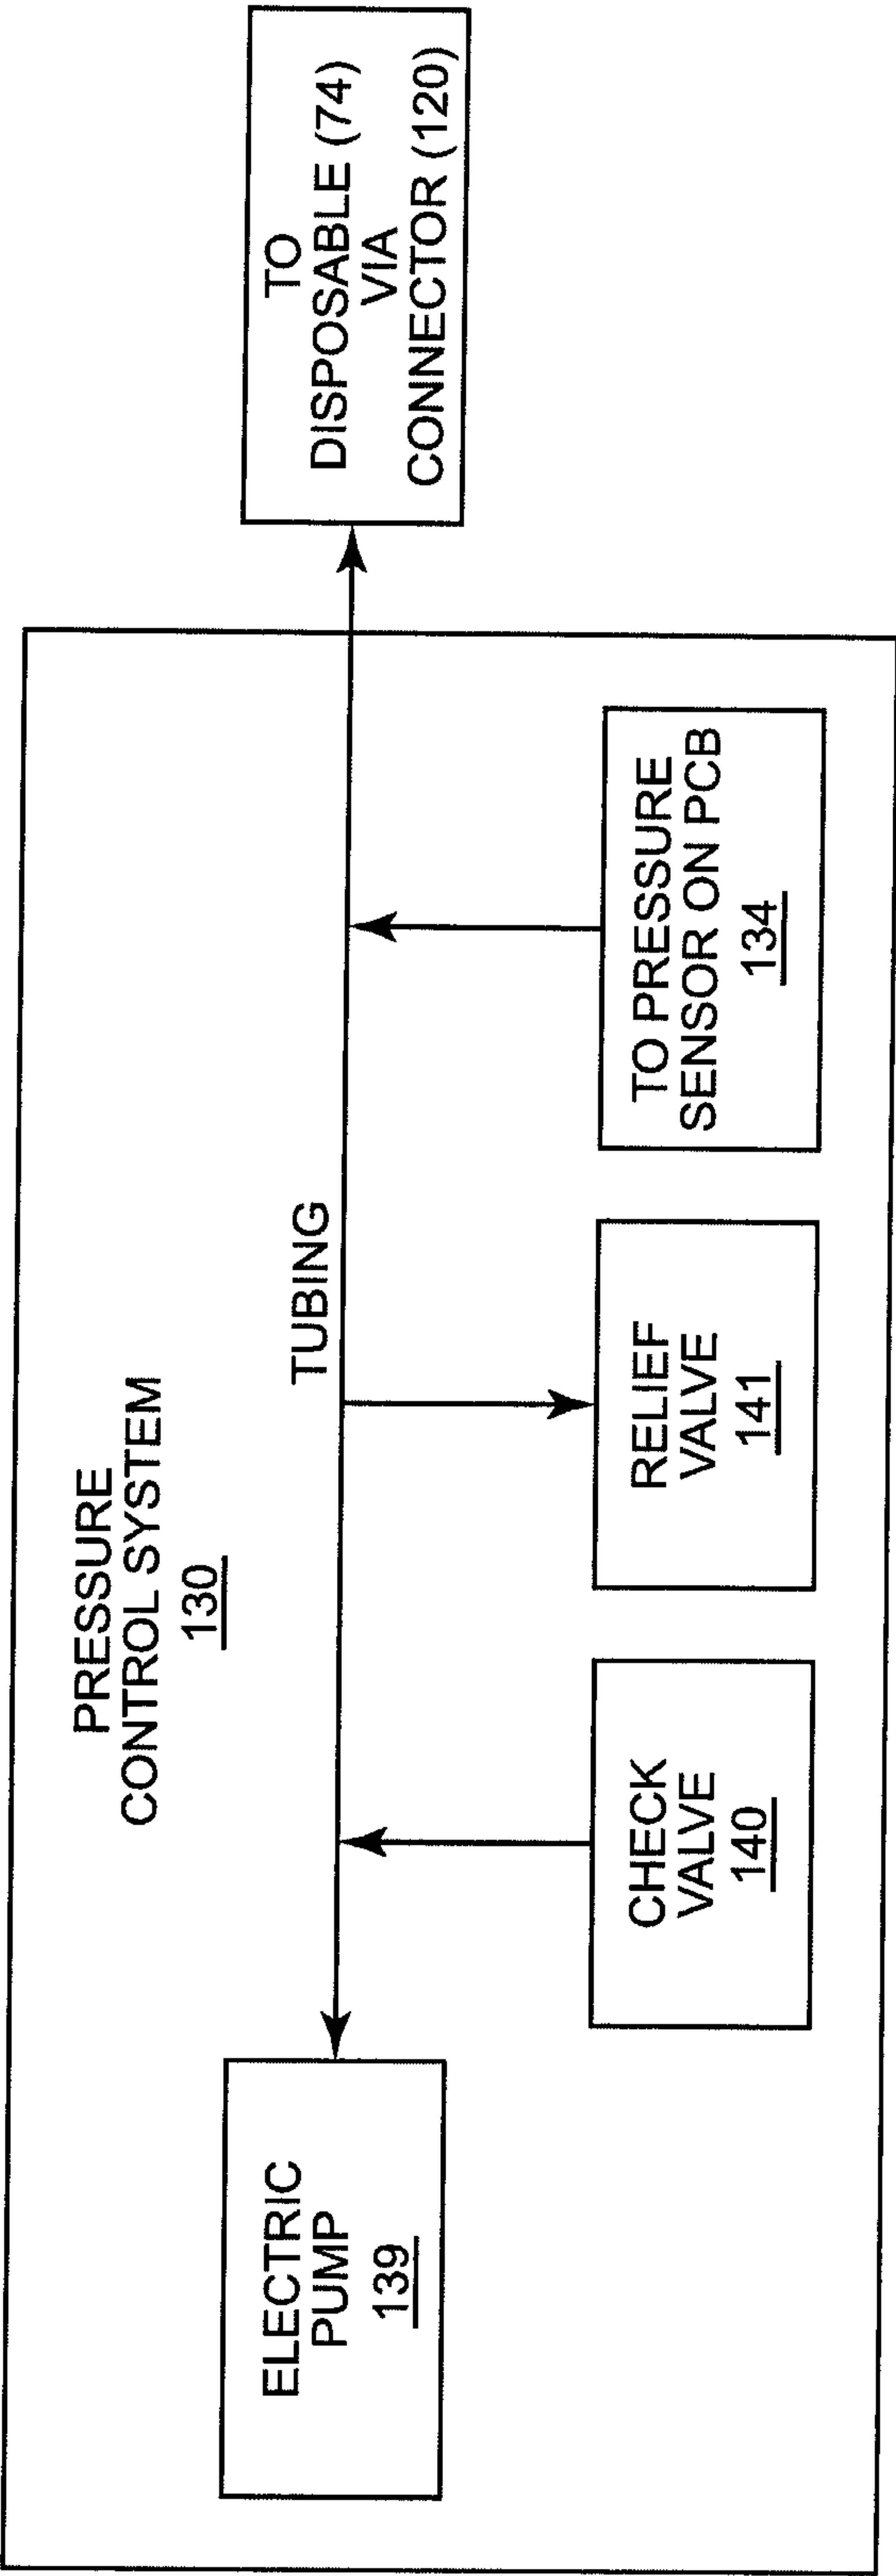 PRESSURE
CONTROL SYSTEM
130
TUBING
ELECTRIC
PUMP
139
CHECK
VALVE
140
RELIEF
VALVE
141
TO PRESSURE
SENSOR ON PCB
134
TO
DISPOSABLE (74)
VIA
CONNECTOR (120)